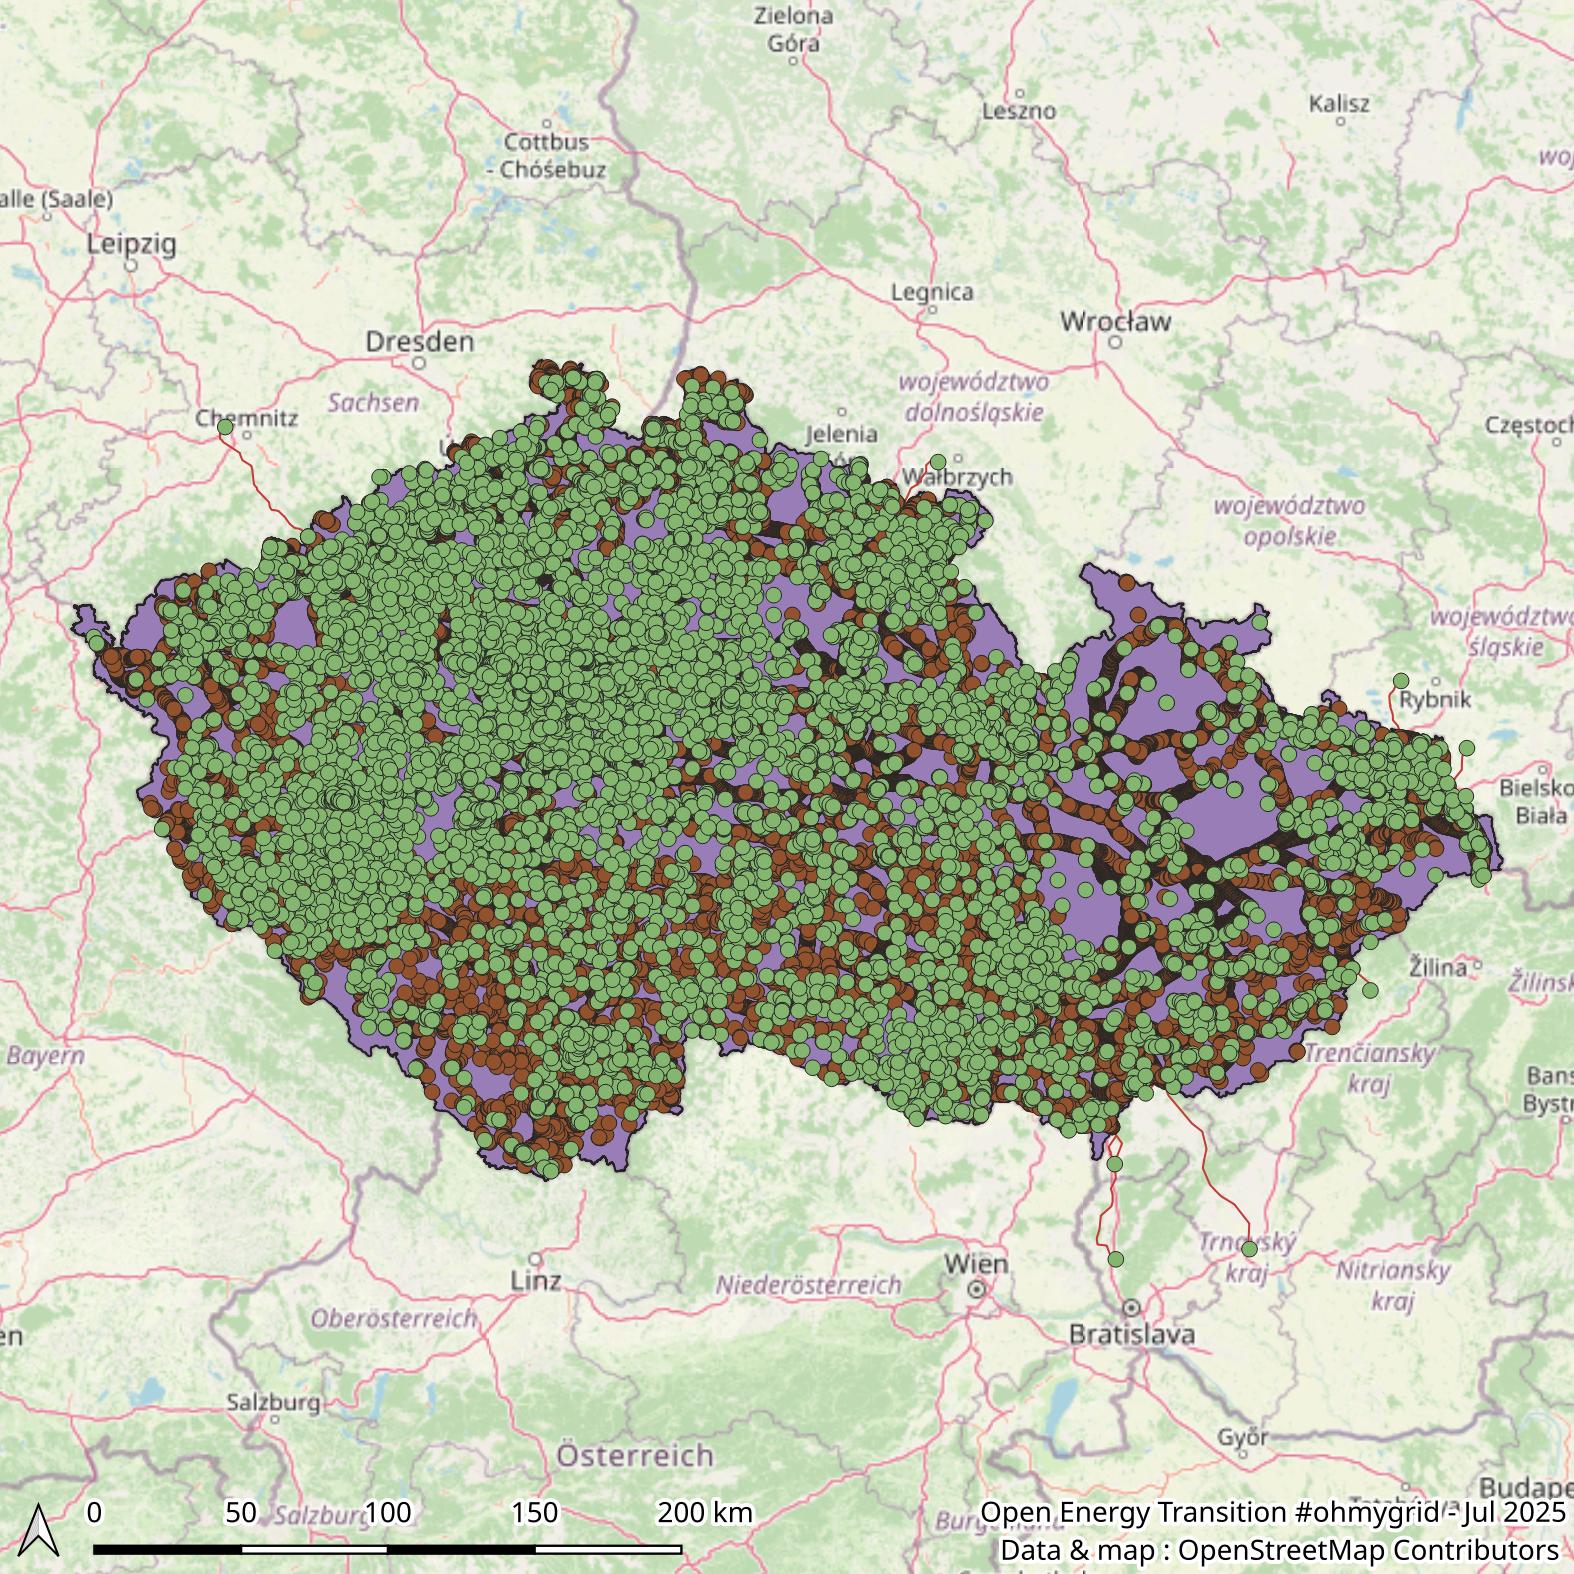 Zielona
Góra
Leszno
Kalisz
Cottbus
- Chóśebuz
alle (Saale)
Leipzig
Legnica
Wrocław
Dresden
województwo
dolnośląskie
Sachsen
Chemnitz
Jelenia
Często
Wałbrzych
województwo
opolskie
województwo
śląskie
Rybnik
Bielsko
Biała
Žilina
Žilinsk
Bayern
Trenčiansky
kraj
Bans
Bystr
Trnavský
kraj
Wien
Linz
Niederösterreich
Nitriansky
kraj
Oberösterreich
Bratislava
en
Salzburg
Győr
Österreich
Budape
0 50 100 150 200 km
Salzburg
Open Energy Transition #ohmygrid - Jul 2025
Data & map : OpenStreetMap Contributors